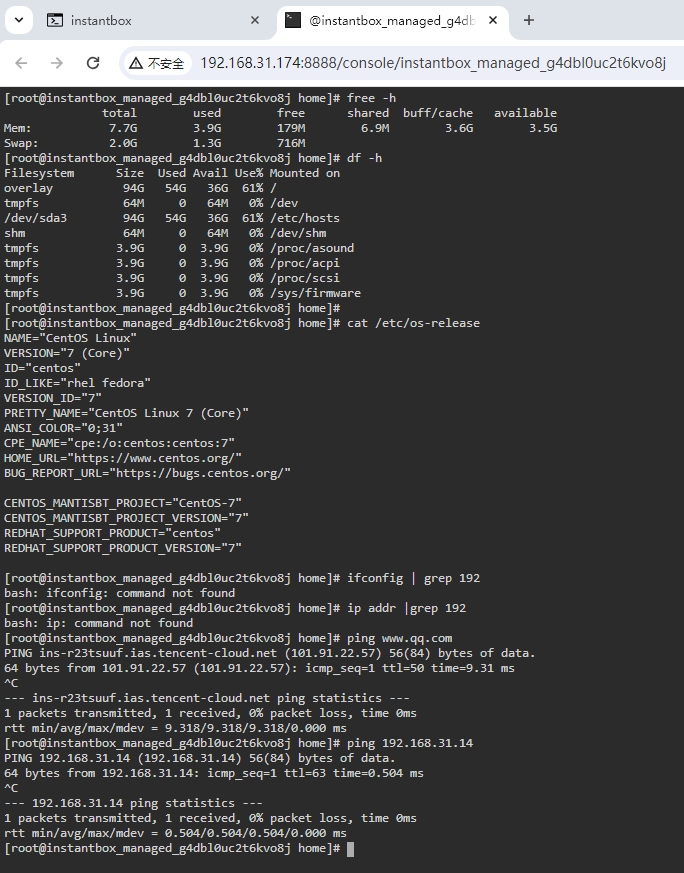 instantbox
@instantbox_managed_g4db
不安全
192.168.31.174:8888/console/instantbox_managed_g4dbl0uc2t6kvo8j
[root@instantbox_managed_g4dbl0uc2t6kvo8j home]# free -h
              total        used        free      shared  buff/cache   available
Mem:           7.7G        3.9G        179M        6.9M        3.6G        3.5G
Swap:          2.0G        1.3G        716M
[root@instantbox_managed_g4dbl0uc2t6kvo8j home]# df -h
Filesystem      Size  Used Avail Use% Mounted on
overlay          94G   54G   36G  61% /
tmpfs            64M     0   64M   0% /dev
/dev/sda3        94G   54G   36G  61% /etc/hosts
shm              64M     0   64M   0% /dev/shm
tmpfs           3.9G     0  3.9G   0% /proc/asound
tmpfs           3.9G     0  3.9G   0% /proc/acpi
tmpfs           3.9G     0  3.9G   0% /proc/scsi
tmpfs           3.9G     0  3.9G   0% /sys/firmware
[root@instantbox_managed_g4dbl0uc2t6kvo8j home]#
[root@instantbox_managed_g4dbl0uc2t6kvo8j home]# cat /etc/os-release
NAME="CentOS Linux"
VERSION="7 (Core)"
ID="centos"
ID_LIKE="rhel fedora"
VERSION_ID="7"
PRETTY_NAME="CentOS Linux 7 (Core)"
ANSI_COLOR="0;31"
CPE_NAME="cpe:/o:centos:centos:7"
HOME_URL="https://www.centos.org/"
BUG_REPORT_URL="https://bugs.centos.org/"
CENTOS_MANTISBT_PROJECT="CentOS-7"
CENTOS_MANTISBT_PROJECT_VERSION="7"
REDHAT_SUPPORT_PRODUCT="centos"
REDHAT_SUPPORT_PRODUCT_VERSION="7"
[root@instantbox_managed_g4dbl0uc2t6kvo8j home]# ifconfig | grep 192
bash: ifconfig: command not found
[root@instantbox_managed_g4dbl0uc2t6kvo8j home]# ip addr |grep 192
bash: ip: command not found
[root@instantbox_managed_g4dbl0uc2t6kvo8j home]# ping www.qq.com
PING ins-r23tsuuf.ias.tencent-cloud.net (101.91.22.57) 56(84) bytes of data.
64 bytes from 101.91.22.57 (101.91.22.57): icmp_seq=1 ttl=50 time=9.31 ms
^C
--- ins-r23tsuuf.ias.tencent-cloud.net ping statistics ---
1 packets transmitted, 1 received, 0% packet loss, time 0ms
rtt min/avg/max/mdev = 9.318/9.318/9.318/0.000 ms
[root@instantbox_managed_g4dbl0uc2t6kvo8j home]# ping 192.168.31.14
PING 192.168.31.14 (192.168.31.14) 56(84) bytes of data.
64 bytes from 192.168.31.14: icmp_seq=1 ttl=63 time=0.504 ms
^C
--- 192.168.31.14 ping statistics ---
1 packets transmitted, 1 received, 0% packet loss, time 0ms
rtt min/avg/max/mdev = 0.504/0.504/0.504/0.000 ms
[root@instantbox_managed_g4dbl0uc2t6kvo8j home]#